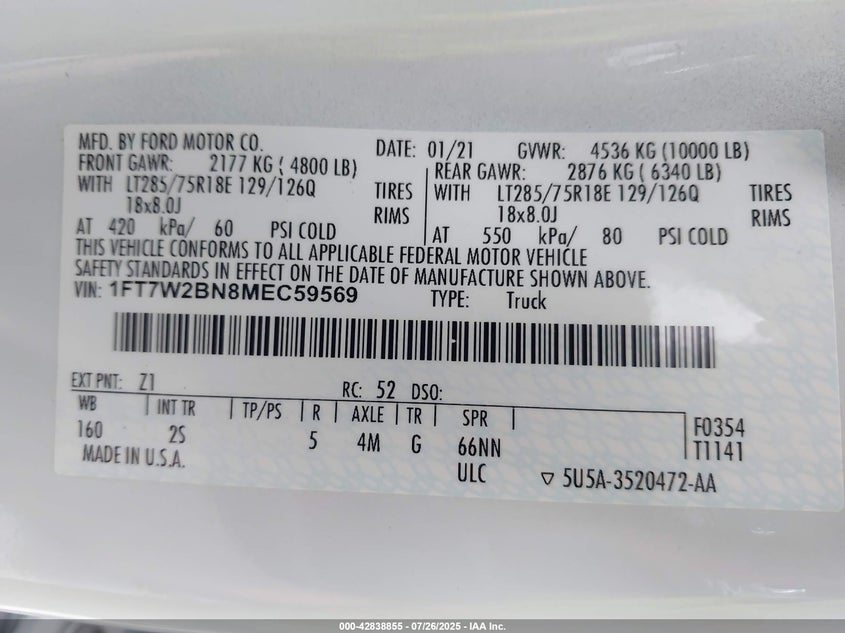 MFD. BY FORD MOTOR CO. DATE: 01/21 GVWR: 4536 KG (10000 LB)
FRONT GAWR: 2177 KG ( 4800 LB) REAR GAWR: 2876 KG ( 6340 LB)
WITH LT285/75R18E 129/126Q TIRES WITH LT285/75R18E 129/126Q TIRES
18x8.0J RIMS 18x8.0J RIMS
AT 420 kPa/ 60 PSI COLD AT 550 kPa/ 80 PSI COLD
THIS VEHICLE CONFORMS TO ALL APPLICABLE FEDERAL MOTOR VEHICLE
SAFETY STANDARDS IN EFFECT ON THE DATE OF MANUFACTURE SHOWN ABOVE.
VIN: 1FT7W2BN8MEC59569 TYPE: Truck
EXT PNT: Z1 RC: 52 DSO:
WB INT TR TP/PS R AXLE TR SPR F0354
160 2S 5 4M G 66NN T1141
MADE IN U.S.A. ULC ▽ 5U5A-3520472-AA
000-42838855 - 07/26/2025 - IAA Inc.